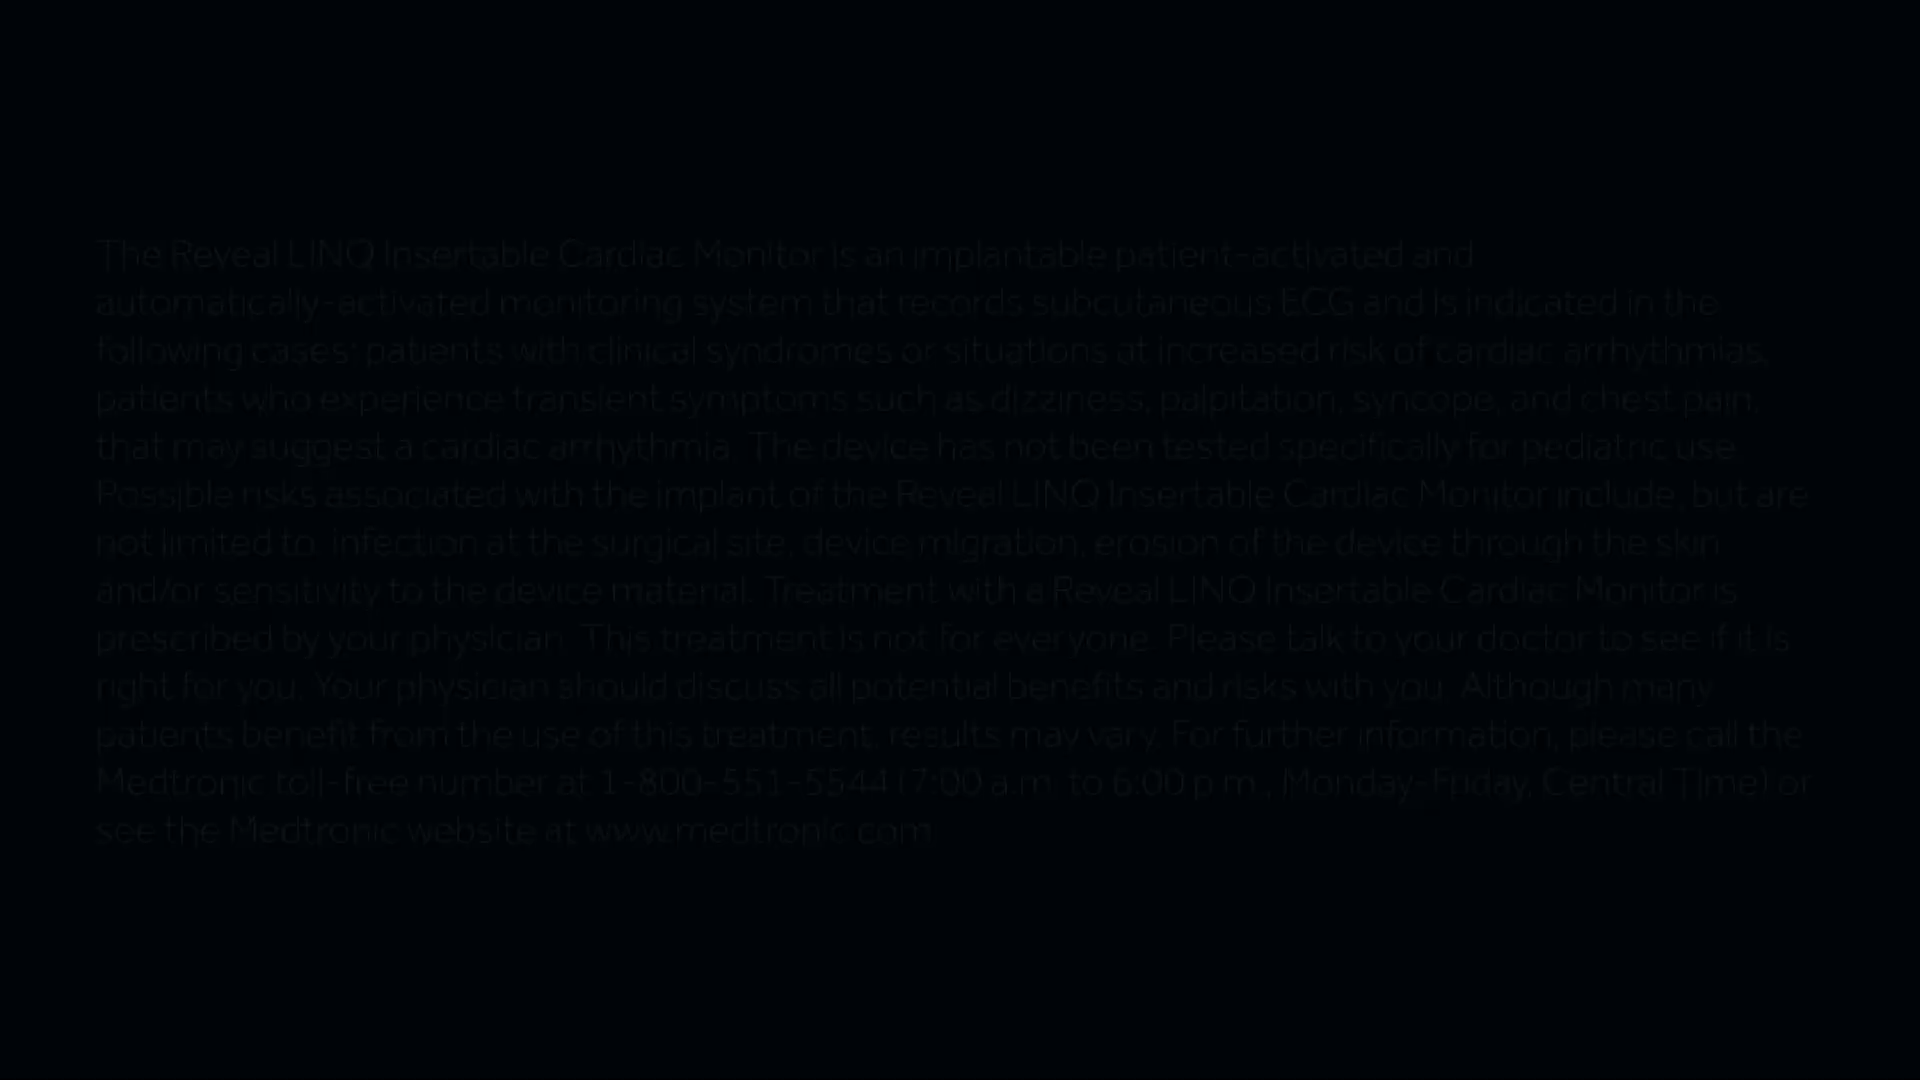 The Reveal LINQ Insertable Cardiac Monitor is an implantable patient-activated and
automatically-activated monitoring system that records subcutaneous ECG and is indicated in the
following cases: patients with clinical syndromes or situations at increased risk of cardiac arrhythmias,
patients who experience transient symptoms such as dizziness, palpitation, syncope, and chest pain,
that may suggest a cardiac arrhythmia. The device has not been tested specifically for pediatric use.
Possible risks associated with the implant of the Reveal LINQ Insertable Cardiac Monitor include, but are
not limited to, infection at the surgical site, device migration, erosion of the device through the skin
and/or sensitivity to the device material. Treatment with a Reveal LINQ Insertable Cardiac Monitor is
prescribed by your physician. This treatment is not for everyone. Please talk to your doctor to see if it is
right for you. Your physician should discuss all potential benefits and risks with you. Although many
patients benefit from the use of this treatment, results may vary. For further information, please call the
Medtronic toll-free number at 1-800-551-5544 (7:00 a.m. to 6:00 p.m., Monday-Friday, Central Time) or
see the Medtronic website at www.medtronic.com